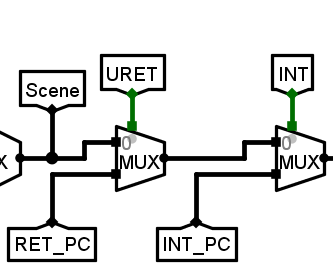 URET
INT
Scene
0
0
X
MUX
MUX
RET_PC
INT_PC